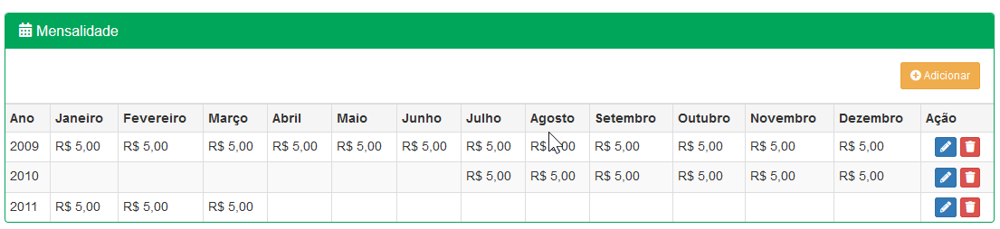 Mensalidade
Adicionar
Ano Janeiro Fevereiro Março Abril Maio Junho Julho Agosto Setembro Outubro Novembro Dezembro Ação
2009 R$ 5,00 R$ 5,00 R$ 5,00 R$ 5,00 R$ 5,00 R$ 5,00 R$ 5,00 R$ ,00 R$ 5,00 R$ 5,00 R$ 5,00 R$ 5,00
2010 R$ 5,00 R$ 5,00 R$ 5,00 R$ 5,00 R$ 5,00 R$ 5,00
2011 R$ 5,00 R$ 5,00 R$ 5,00